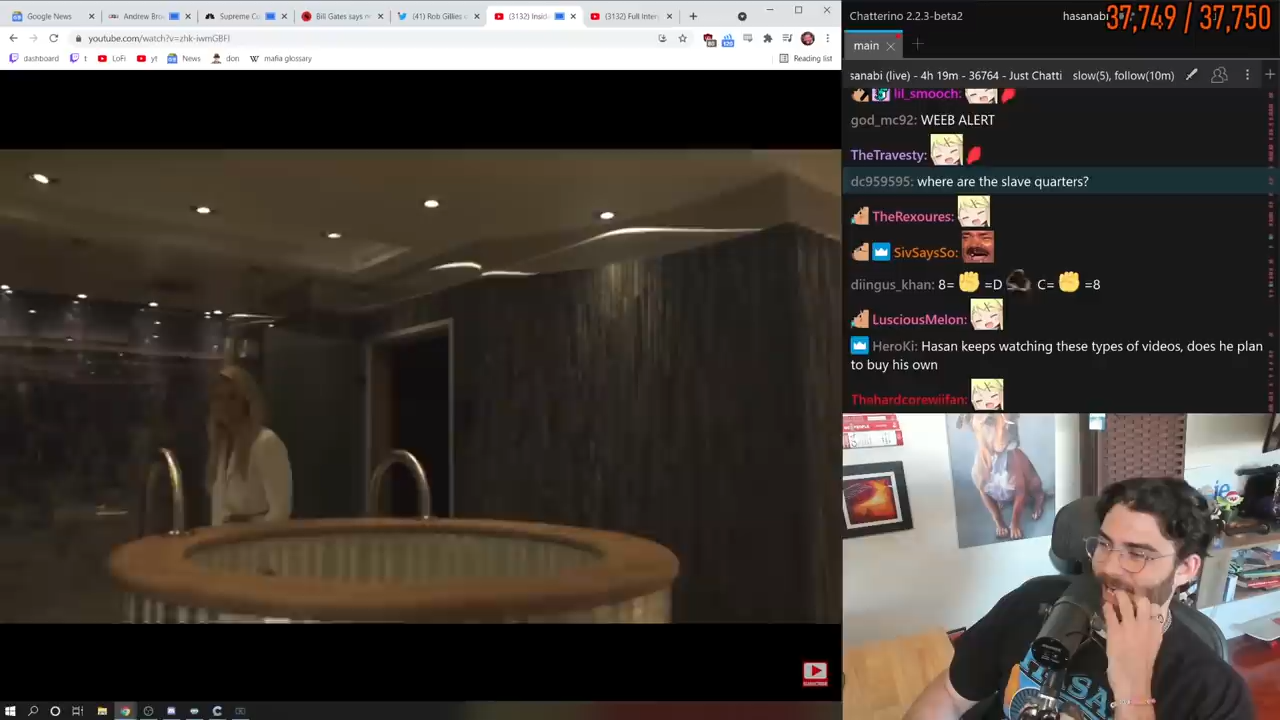 Google News
Andrew Bro
Supreme Co
Bill Gates says n
(41) Rob Gillies
(3132) Insid
(3132) Full Inter
youtube.com/watch?v=zhk-iwmGBFI
dashboard
t
LoFi
yt
News
don
mafia glossary
Reading list
SUBSCRIBE
Chatterino 2.2.3-beta2
hasanabi
37,749 / 37,750
main
sanabi (live) - 4h 19m - 36764 - Just Chatti
slow(5), follow(10m)
lil_smooch:
god_mc92: WEEB ALERT
TheTravesty:
dc959595: where are the slave quarters?
TheRexoures:
SivSaysSo:
diingus_khan: 8= =D C= =8
LusciousMelon:
HeroKi: Hasan keeps watching these types of videos, does he plan
to buy his own
Thehardcorewiifan: